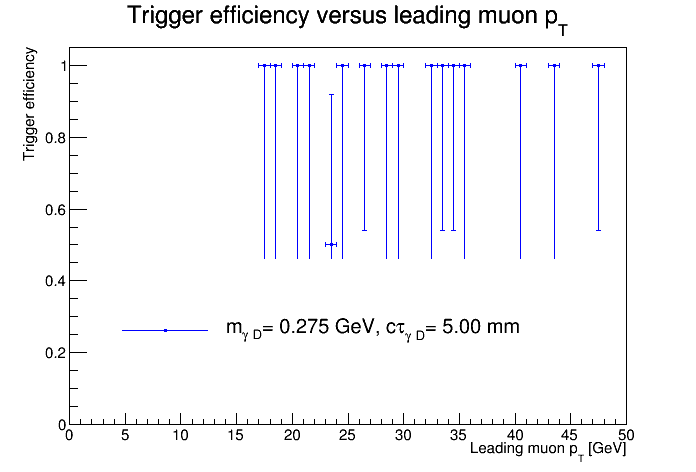 Trigger efficiency versus leading muon p_T
Trigger efficiency
1
0.8
0.6
0.4
0.2
0
m_γ D= 0.275 GeV, cτ_γ D= 5.00 mm
0 5 10 15 20 25 30 35 40 45 50
Leading muon p_T [GeV]